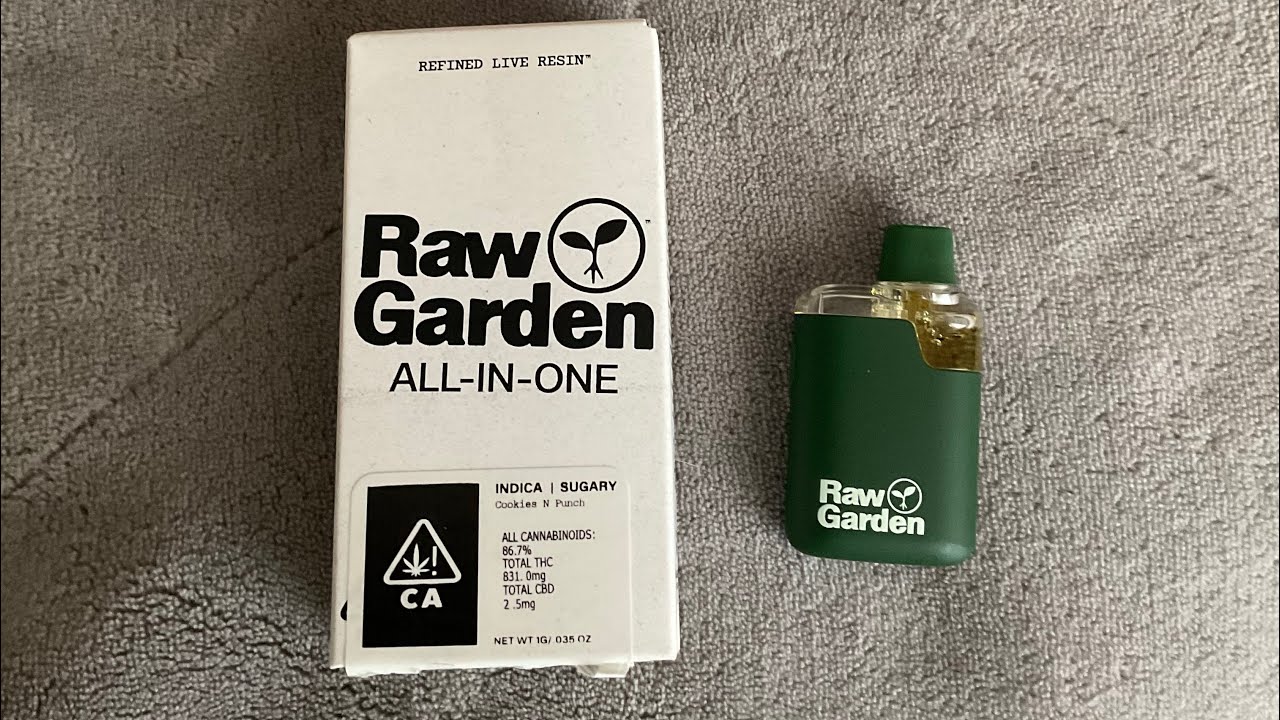 REFINED LIVE RESIN™
Raw
Garden™
ALL-IN-ONE
INDICA | SUGARY
Cookies N Punch
ALL CANNABINOIDS:
86.7%
TOTAL THC
831. 0mg
TOTAL CBD
2 .5mg
NET WT 1G/ 035 OZ
!
CA
Raw
Garden